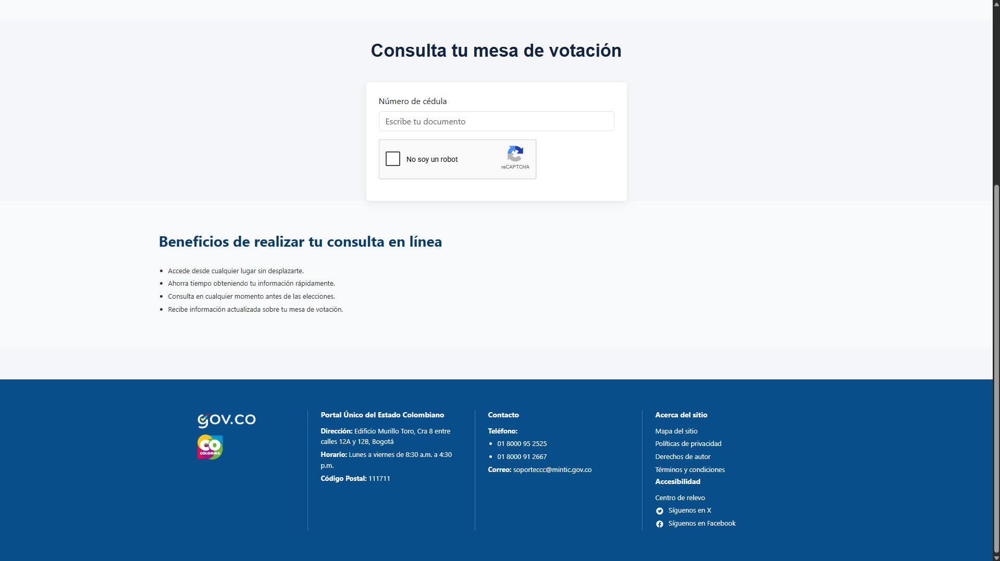 Consulta tu mesa de votación
Número de cédula
Escribe tu documento
No soy un robot
reCAPTCHA
Beneficios de realizar tu consulta en línea
• Accede desde cualquier lugar sin desplazarte.
• Ahorra tiempo obteniendo tu información rápidamente.
• Consulta en cualquier momento antes de las elecciones.
• Recibe información actualizada sobre tu mesa de votación.
GOV.CO
CO
COLOMBIA
Portal Único del Estado Colombiano
Dirección: Edificio Murillo Toro, Cra 8 entre
calles 12A y 12B, Bogotá
Horario: Lunes a viernes de 8:30 a.m. a 4:30
p.m.
Código Postal: 111711
Contacto
Teléfono:
• 01 8000 95 2525
• 01 8000 91 2667
Correo: soporteccc@mintic.gov.co
Acerca del sitio
Mapa del sitio
Políticas de privacidad
Derechos de autor
Términos y condiciones
Accesibilidad
Centro de relevo
Síguenos en X
Síguenos en Facebook